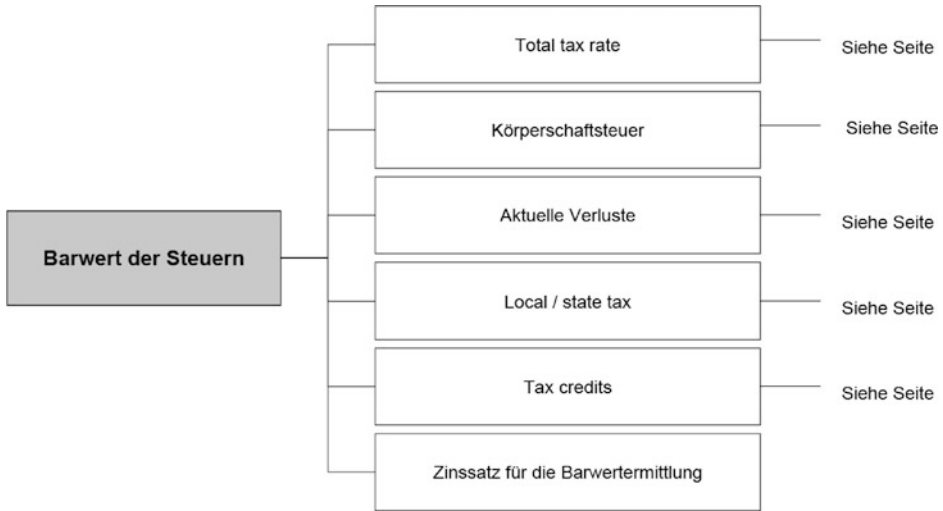 Total tax rate
Siehe Seite
Körperschaftsteuer
Siehe Seite
Aktuelle Verluste
Siehe Seite
Barwert der Steuern
Local / state tax
Siehe Seite
Tax credits
Siehe Seite
Zinssatz für die Barwertermittlung